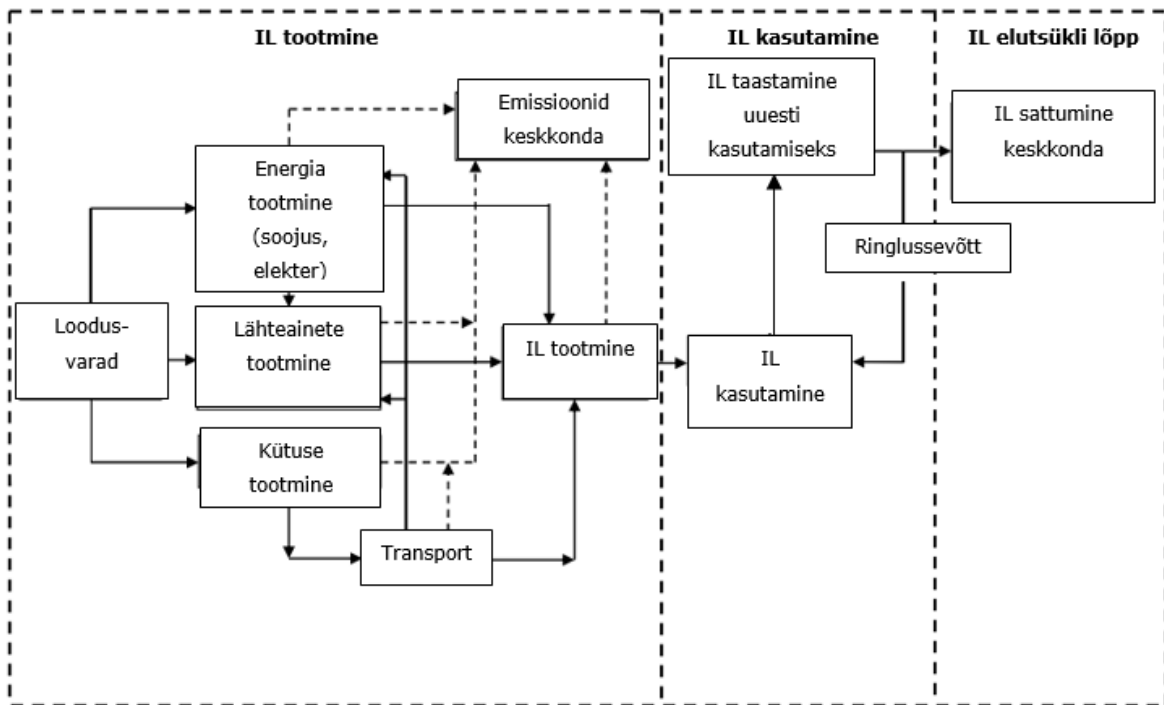 IL tootmine
IL kasutamine
IL elutsükli lõpp
Emissioonid
keskkonda
IL taastamine
uuesti
kasutamiseks
IL sattumine
keskkonda
Energia
tootmine
(soojus,
elekter)
Ringlussevõtt
Loodus-
varad
Lähteainete
tootmine
IL tootmine
IL
kasutamine
Kütuse
tootmine
Transport